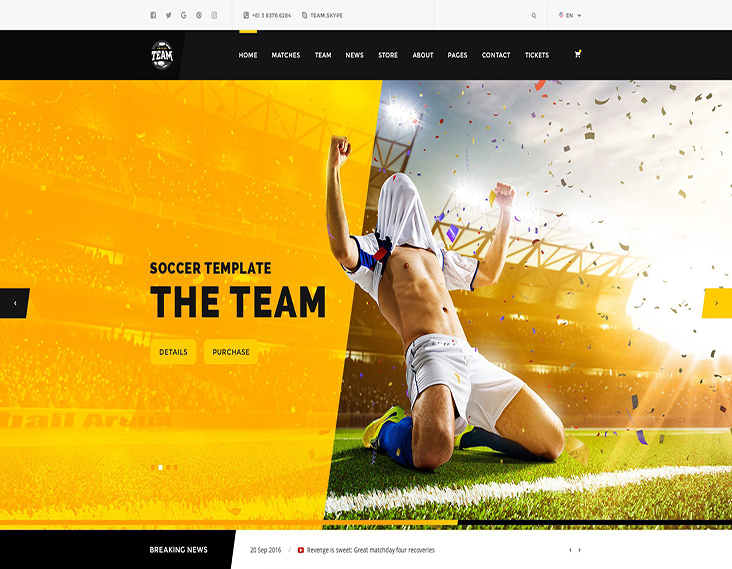 +61 3 8376 6284
TEAM.SKYPE
EN
TEAM
HOME
MATCHES
TEAM
NEWS
STORE
ABOUT
PAGES
CONTACT
TICKETS
SOCCER TEMPLATE
THE TEAM
DETAILS
PURCHASE
BREAKING NEWS
20 Sep 2016 / Revenge is sweet: Great matchday four recoveries